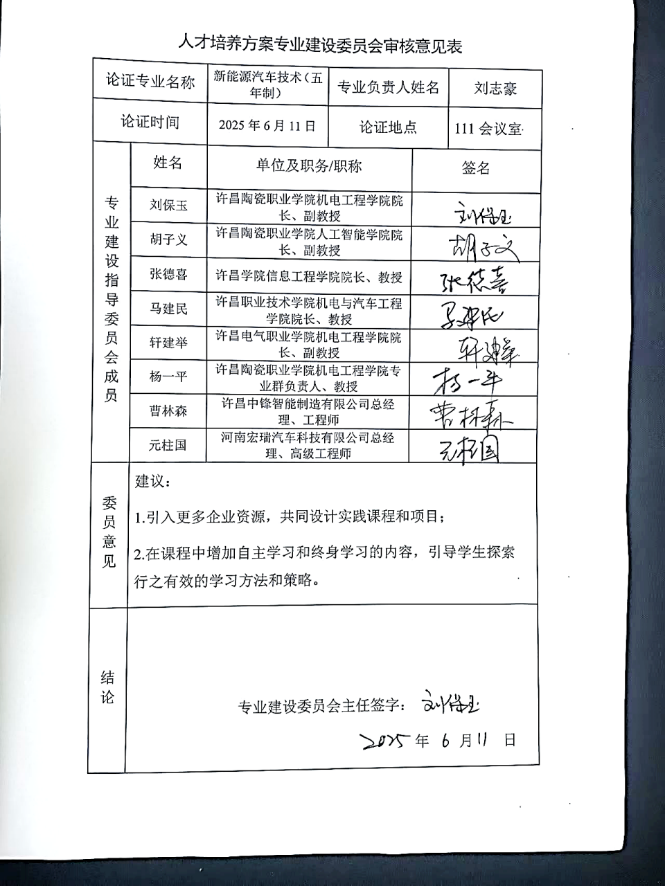 人才培养方案专业建设委员会审核意见表
论证专业名称
新能源汽车技术（五
年制）
专业负责人姓名
刘志豪
论证时间
2025年6月11日
论证地点
111会议室
专业建设指导委员会成员
姓名
单位及职务/职称
签名
刘保玉
许昌陶瓷职业学院机电工程学院院
长、副教授
刘保玉
胡子义
许昌陶瓷职业学院人工智能学院院
长、副教授
胡子义
张德喜
许昌学院信息工程学院院长、教授
张德喜
马建民
许昌职业技术学院机电与汽车工程
学院院长、教授
马建民
轩建举
许昌电气职业学院机电工程学院院
长、副教授
轩建举
杨一平
许昌陶瓷职业学院机电工程学院专
业群负责人、教授
杨一平
曹林森
许昌中锋智能制造有限公司总经
理、工程师
曹林森
元柱国
河南宏瑞汽车科技有限公司总经
理、高级工程师
元柱国
委员意见
建议：
1.引入更多企业资源，共同设计实践课程和项目；
2.在课程中增加自主学习和终身学习的内容，引导学生探索
行之有效的学习方法和策略。
结论
专业建设委员会主任签字：刘保玉
2025年6月11日